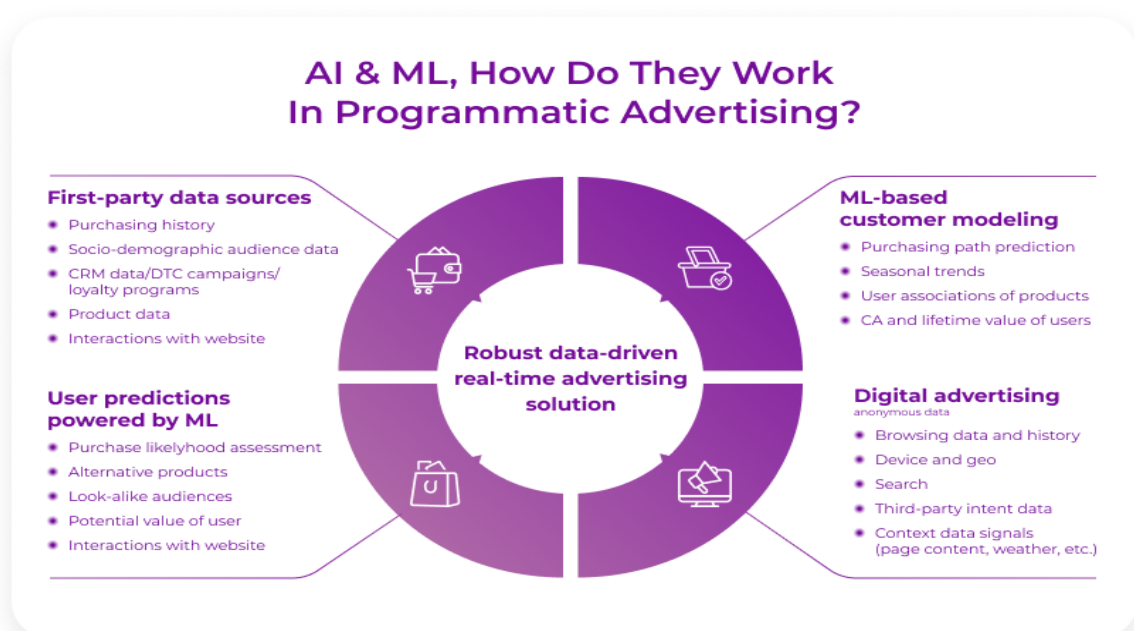 AI & ML, How Do They Work
In Programmatic Advertising?
First-party data sources
Purchasing history
Socio-demographic audience data
CRM data/DTC campaigns/
loyalty programs
Product data
Interactions with website
ML-based
customer modeling
Purchasing path prediction
Seasonal trends
User associations of products
CA and lifetime value of users
Robust data-driven
real-time advertising
solution
User predictions
powered by ML
Purchase likelyhood assessment
Alternative products
Look-alike audiences
Potential value of user
Interactions with website
Digital advertising
anonymous data
Browsing data and history
Device and geo
Search
Third-party intent data
Context data signals
(page content, weather, etc.)